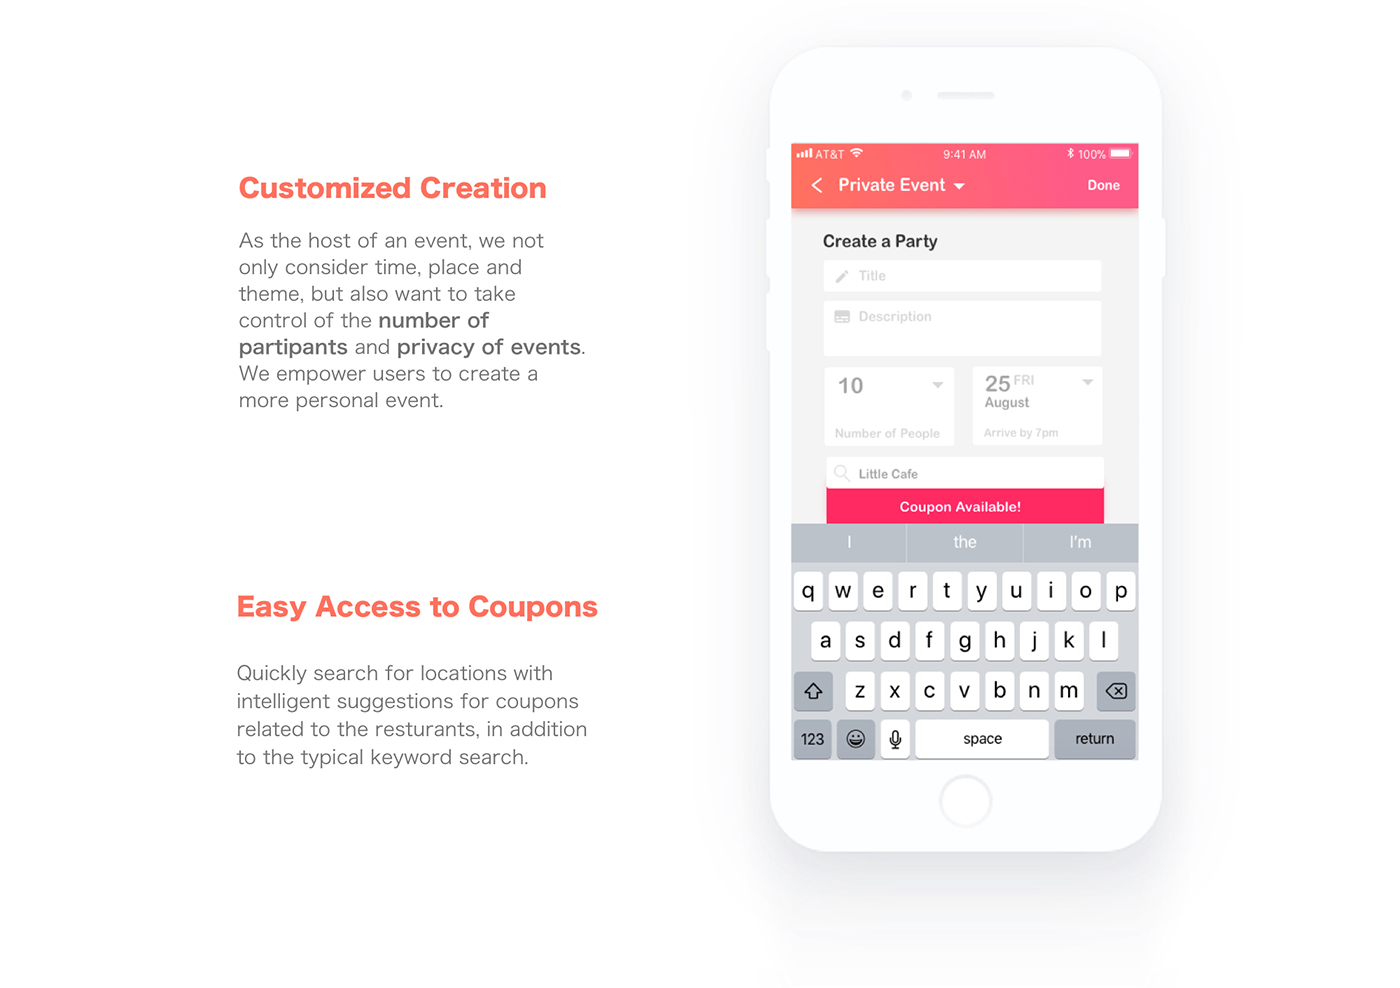 Customized Creation
As the host of an event, we not
only consider time, place and
theme, but also want to take
control of the number of
partipants and privacy of events.
We empower users to create a
more personal event.
Easy Access to Coupons
Quickly search for locations with
intelligent suggestions for coupons
related to the resturants, in addition
to the typical keyword search.
AT&T 9:41 AM 100%
Private Event Done
Create a Party
Title
Description
10
Number of People
25 FRI
August
Arrive by 7pm
Little Cafe
Coupon Available!
I the I'm
q w e r t y u i o p
a s d f g h j k l
z x c v b n m
123 space return